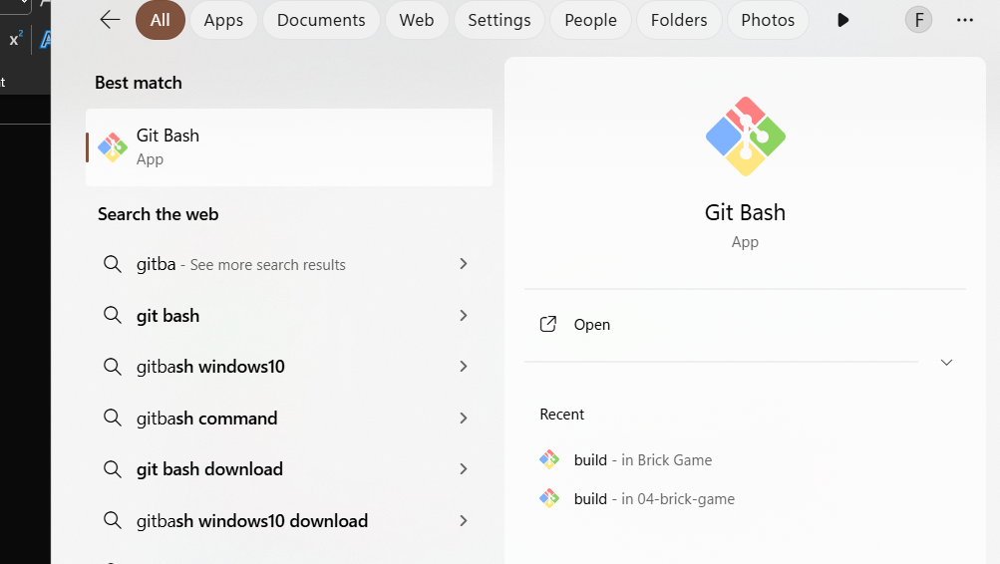 All Apps Documents Web Settings People Folders Photos F
x²
t
Best match
Git Bash
App
Search the web
gitba - See more search results
git bash
gitbash windows10
gitbash command
git bash download
gitbash windows10 download
Git Bash
App
Open
Recent
build - in Brick Game
build - in 04-brick-game